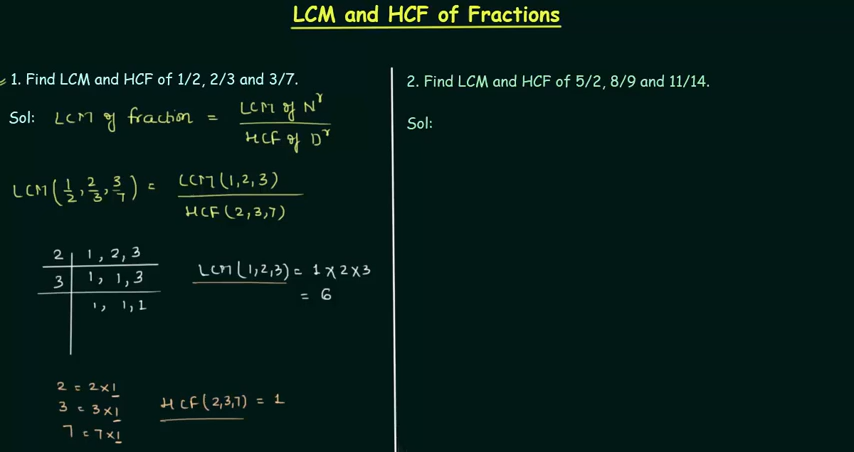 LCM and HCF of Fractions
1. Find LCM and HCF of 1/2, 2/3 and 3/7.
Sol: LCM of fraction = LCM of Nʳ / HCF of Dʳ
LCM(1/2, 2/3, 3/7) = LCM(1,2,3) / HCF(2,3,7)
2 | 1, 2, 3
3 | 1, 1, 3
1, 1, 1
LCM(1,2,3) = 1 × 2 × 3
= 6
2 = 2 × 1
3 = 3 × 1
7 = 7 × 1
HCF(2,3,7) = 1
2. Find LCM and HCF of 5/2, 8/9 and 11/14.
Sol: